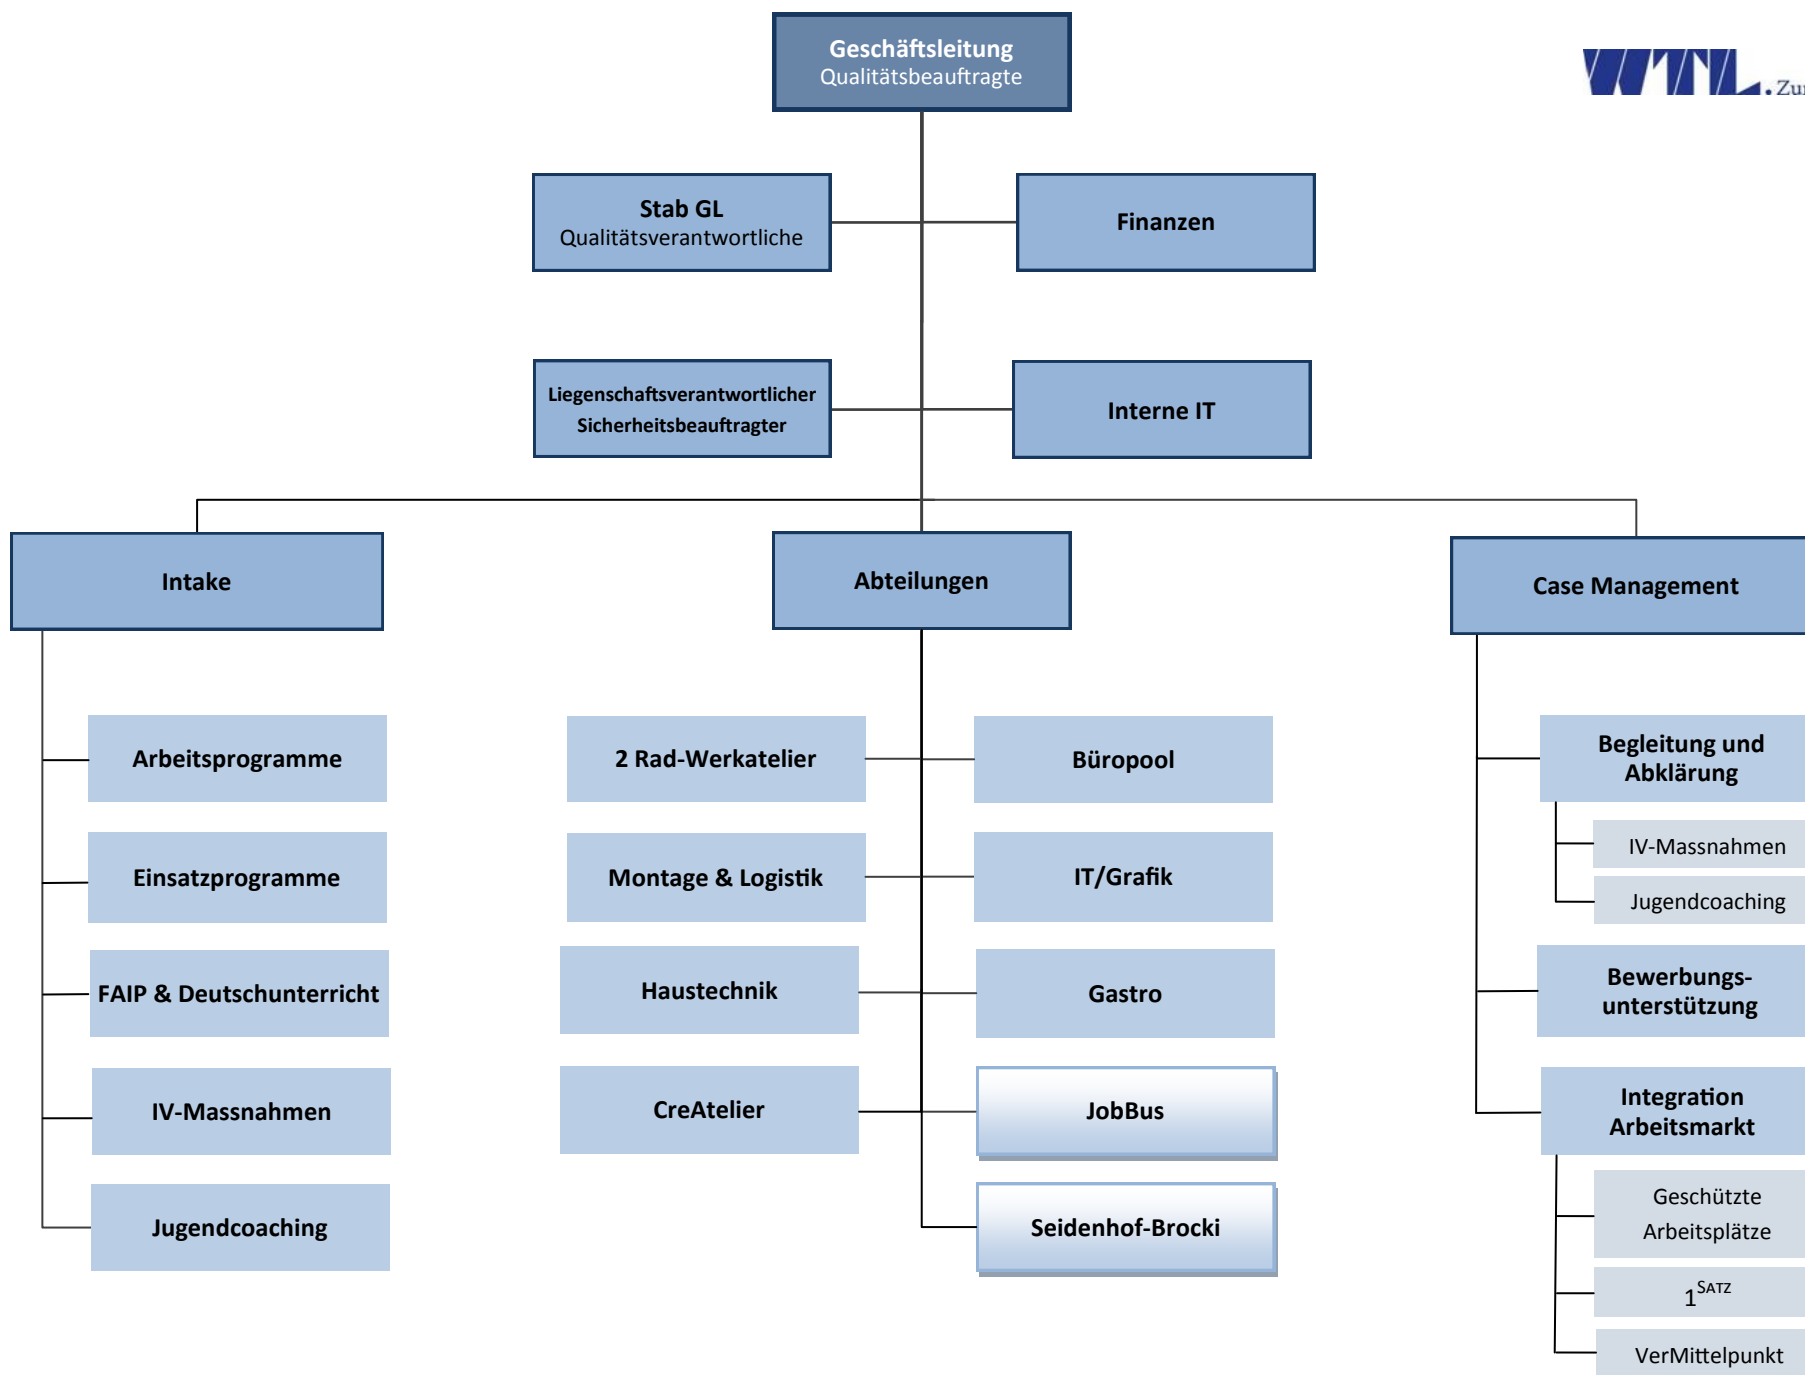 Geschäftsleitung
Qualitätsbeauftragte
WTL. Zur
Stab GL
Qualitätsverantwortliche
Finanzen
Liegenschaftsverantwortlicher
Sicherheitsbeauftragter
Interne IT
Intake
Abteilungen
Case Management
Arbeitsprogramme
Einsatzprogramme
FAIP & Deutschunterricht
IV-Massnahmen
Jugendcoaching
2 Rad-Werkatelier
Büropool
Montage & Logistik
IT/Grafik
Haustechnik
Gastro
CreAtelier
JobBus
Seidenhof-Brocki
Begleitung und
Abklärung
IV-Massnahmen
Jugendcoaching
Bewerbungs-
unterstützung
Integration
Arbeitsmarkt
Geschützte
Arbeitsplätze
1SATZ
VerMittelpunkt